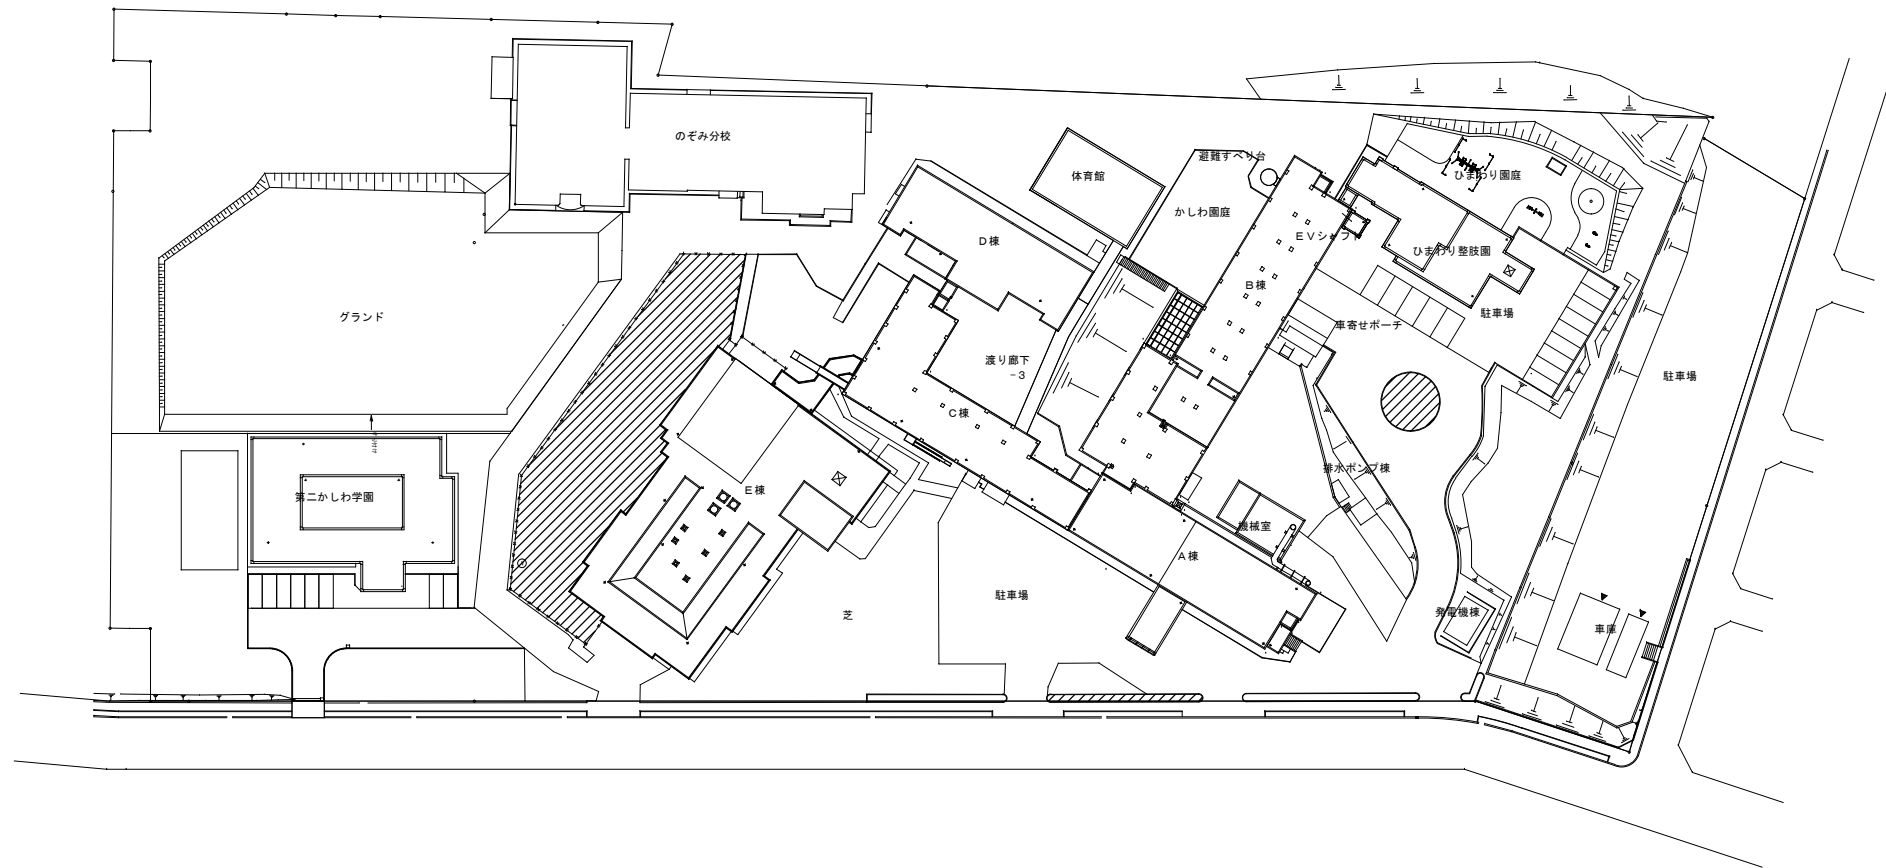 のぞみ分校
避難すべり台
体育館
ひまわり園庭
かしわ園庭
EVシャフト
D棟
ひまわり整肢園
B棟
グランド
車寄せポーチ
駐車場
渡り廊下
-3
駐車場
C棟
排水ポンプ棟
E棟
第二かしわ学園
機械室
A棟
駐車場
芝
発電機棟
車庫